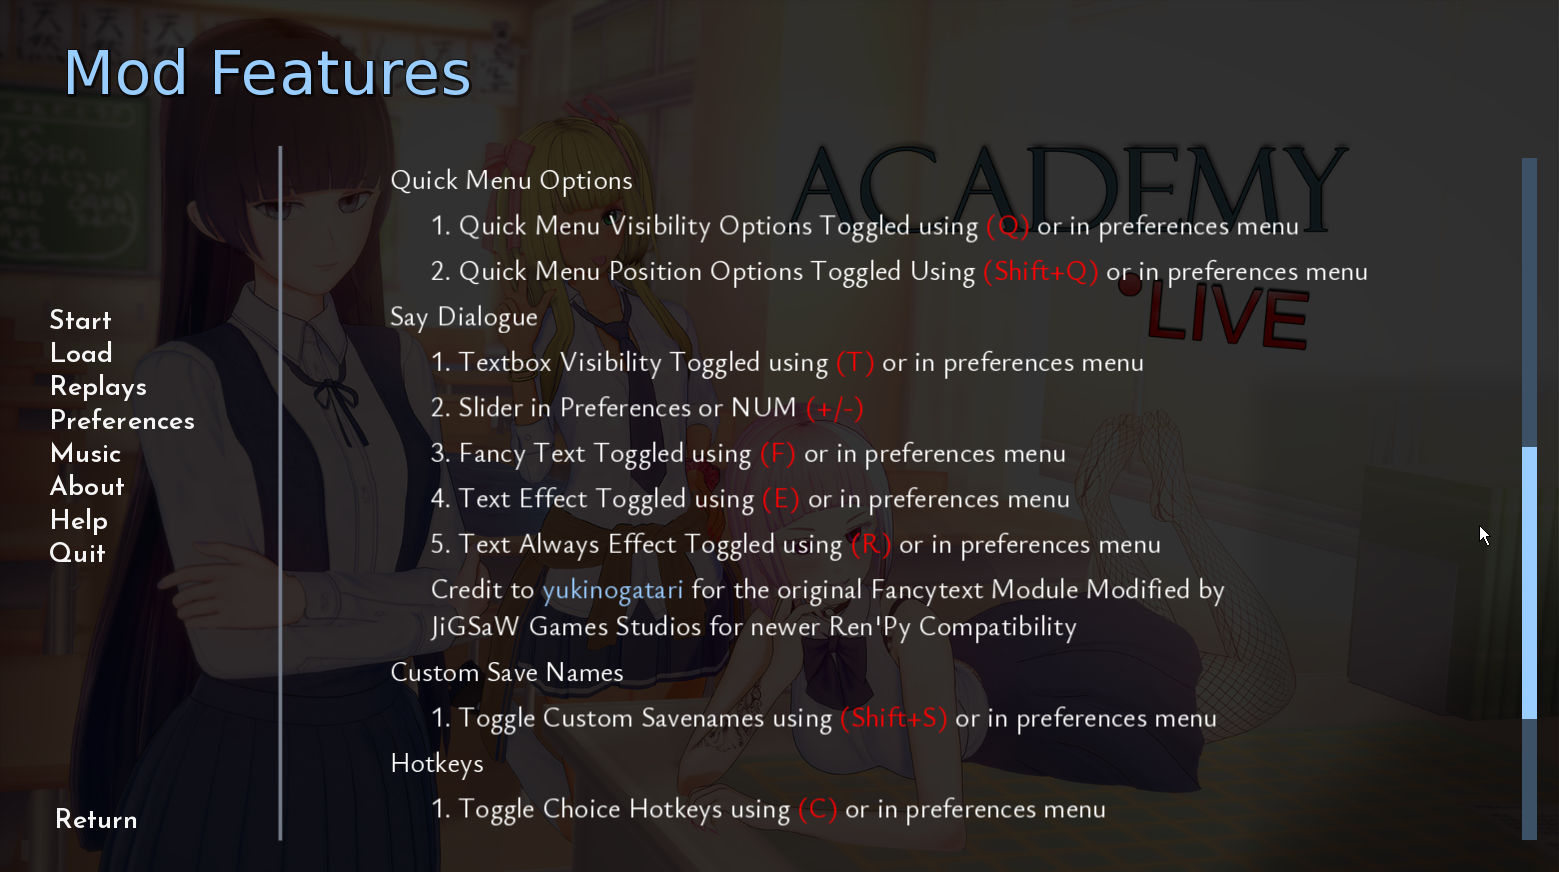 Mod Features
Quick Menu Options
1. Quick Menu Visibility Options Toggled using (Q) or in preferences menu
2. Quick Menu Position Options Toggled Using (Shift+Q) or in preferences menu
Say Dialogue
1. Textbox Visibility Toggled using (T) or in preferences menu
2. Slider in Preferences or NUM (+/-)
3. Fancy Text Toggled using (F) or in preferences menu
4. Text Effect Toggled using (E) or in preferences menu
5. Text Always Effect Toggled using (R) or in preferences menu
Credit to yukinogatari for the original Fancytext Module Modified by
JiGSaW Games Studios for newer Ren'Py Compatibility
Custom Save Names
1. Toggle Custom Savenames using (Shift+S) or in preferences menu
Hotkeys
1. Toggle Choice Hotkeys using (C) or in preferences menu
Start
Load
Replays
Preferences
Music
About
Help
Quit
Return
ACADEMY
LIVE